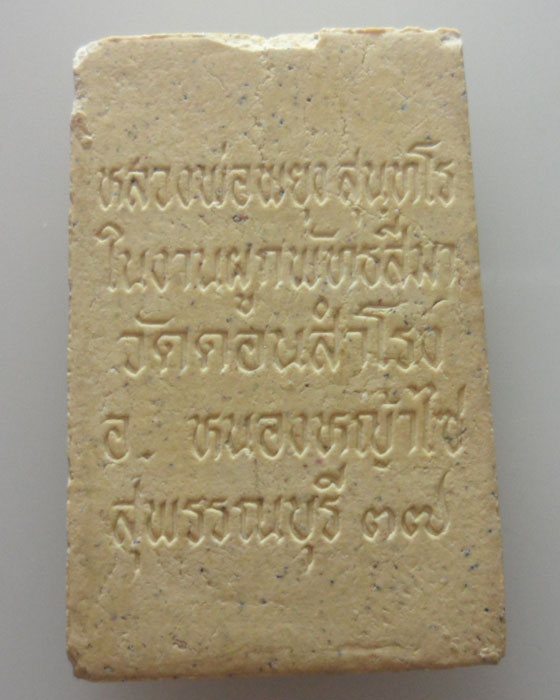 หลวงพ่อพยุง สุนฺทโร
ในงานผูกพัทธสีมา
วัดดอนสำโรง
อ. หนองหญ้าไซ
สุพรรณบุรี ๓๗